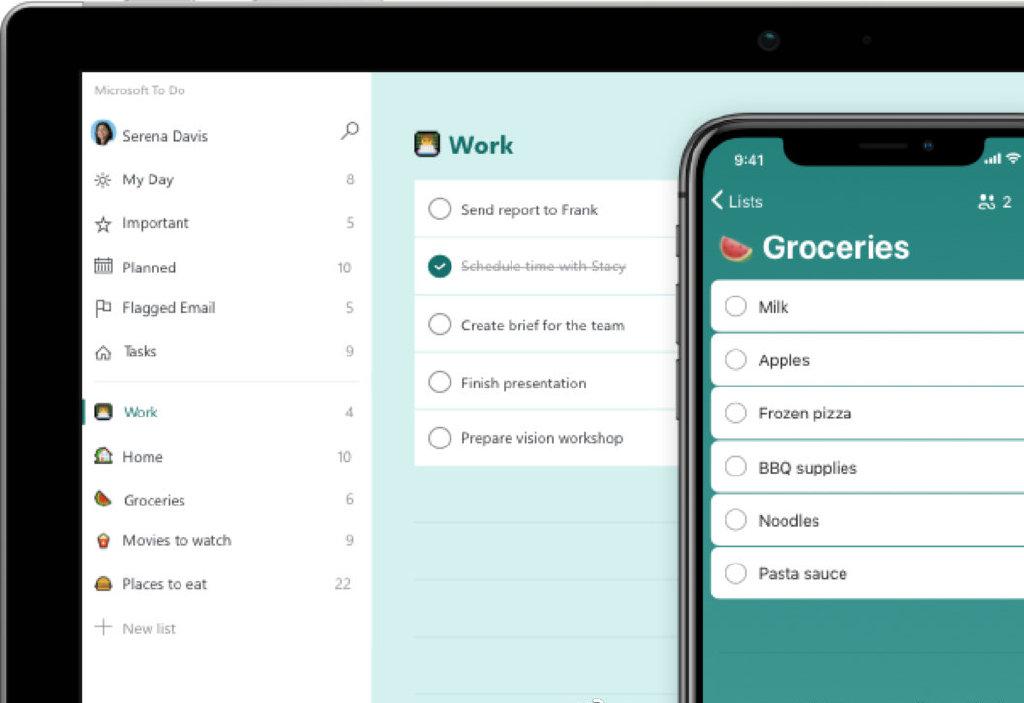 Microsoft To Do
Serena Davis
My Day 8
Important 5
Planned 10
Flagged Email 5
Tasks 9
Work 4
Home 10
Groceries 6
Movies to watch 9
Places to eat 22
New list
Work
Send report to Frank
Schedule time with Stacy
Create brief for the team
Finish presentation
Prepare vision workshop
9:41
Lists 2
Groceries
Milk
Apples
Frozen pizza
BBQ supplies
Noodles
Pasta sauce